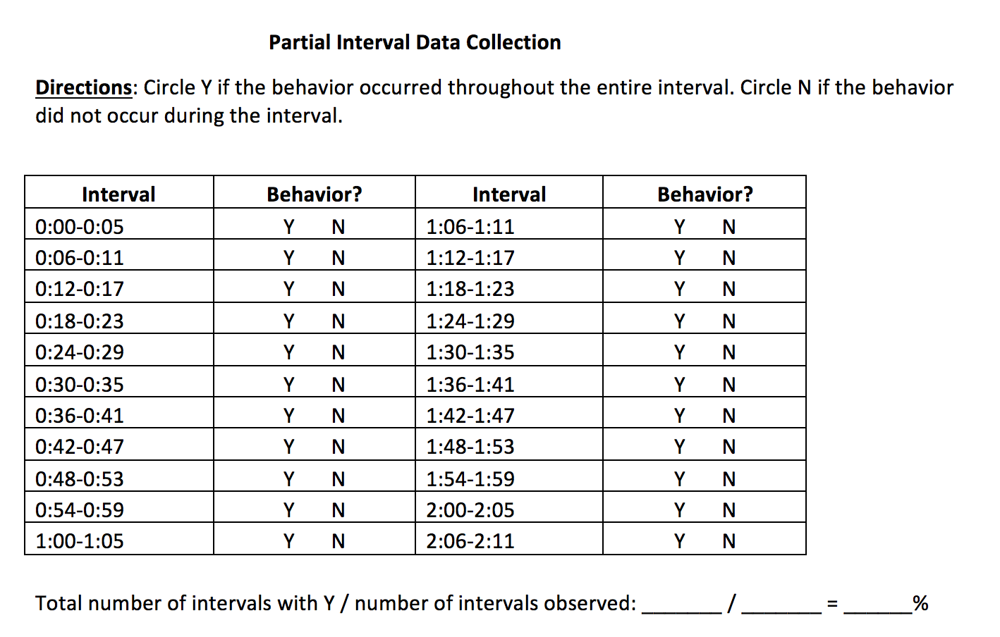 Partial Interval Data Collection
Directions: Circle Y if the behavior occurred throughout the entire interval. Circle N if the behavior
did not occur during the interval.
Interval Behavior? Interval Behavior?
0:00-0:05 Y N 1:06-1:11 Y N
0:06-0:11 Y N 1:12-1:17 Y N
0:12-0:17 Y N 1:18-1:23 Y N
0:18-0:23 Y N 1:24-1:29 Y N
0:24-0:29 Y N 1:30-1:35 Y N
0:30-0:35 Y N 1:36-1:41 Y N
0:36-0:41 Y N 1:42-1:47 Y N
0:42-0:47 Y N 1:48-1:53 Y N
0:48-0:53 Y N 1:54-1:59 Y N
0:54-0:59 Y N 2:00-2:05 Y N
1:00-1:05 Y N 2:06-2:11 Y N
Total number of intervals with Y / number of intervals observed: _______ / _______ = ______%